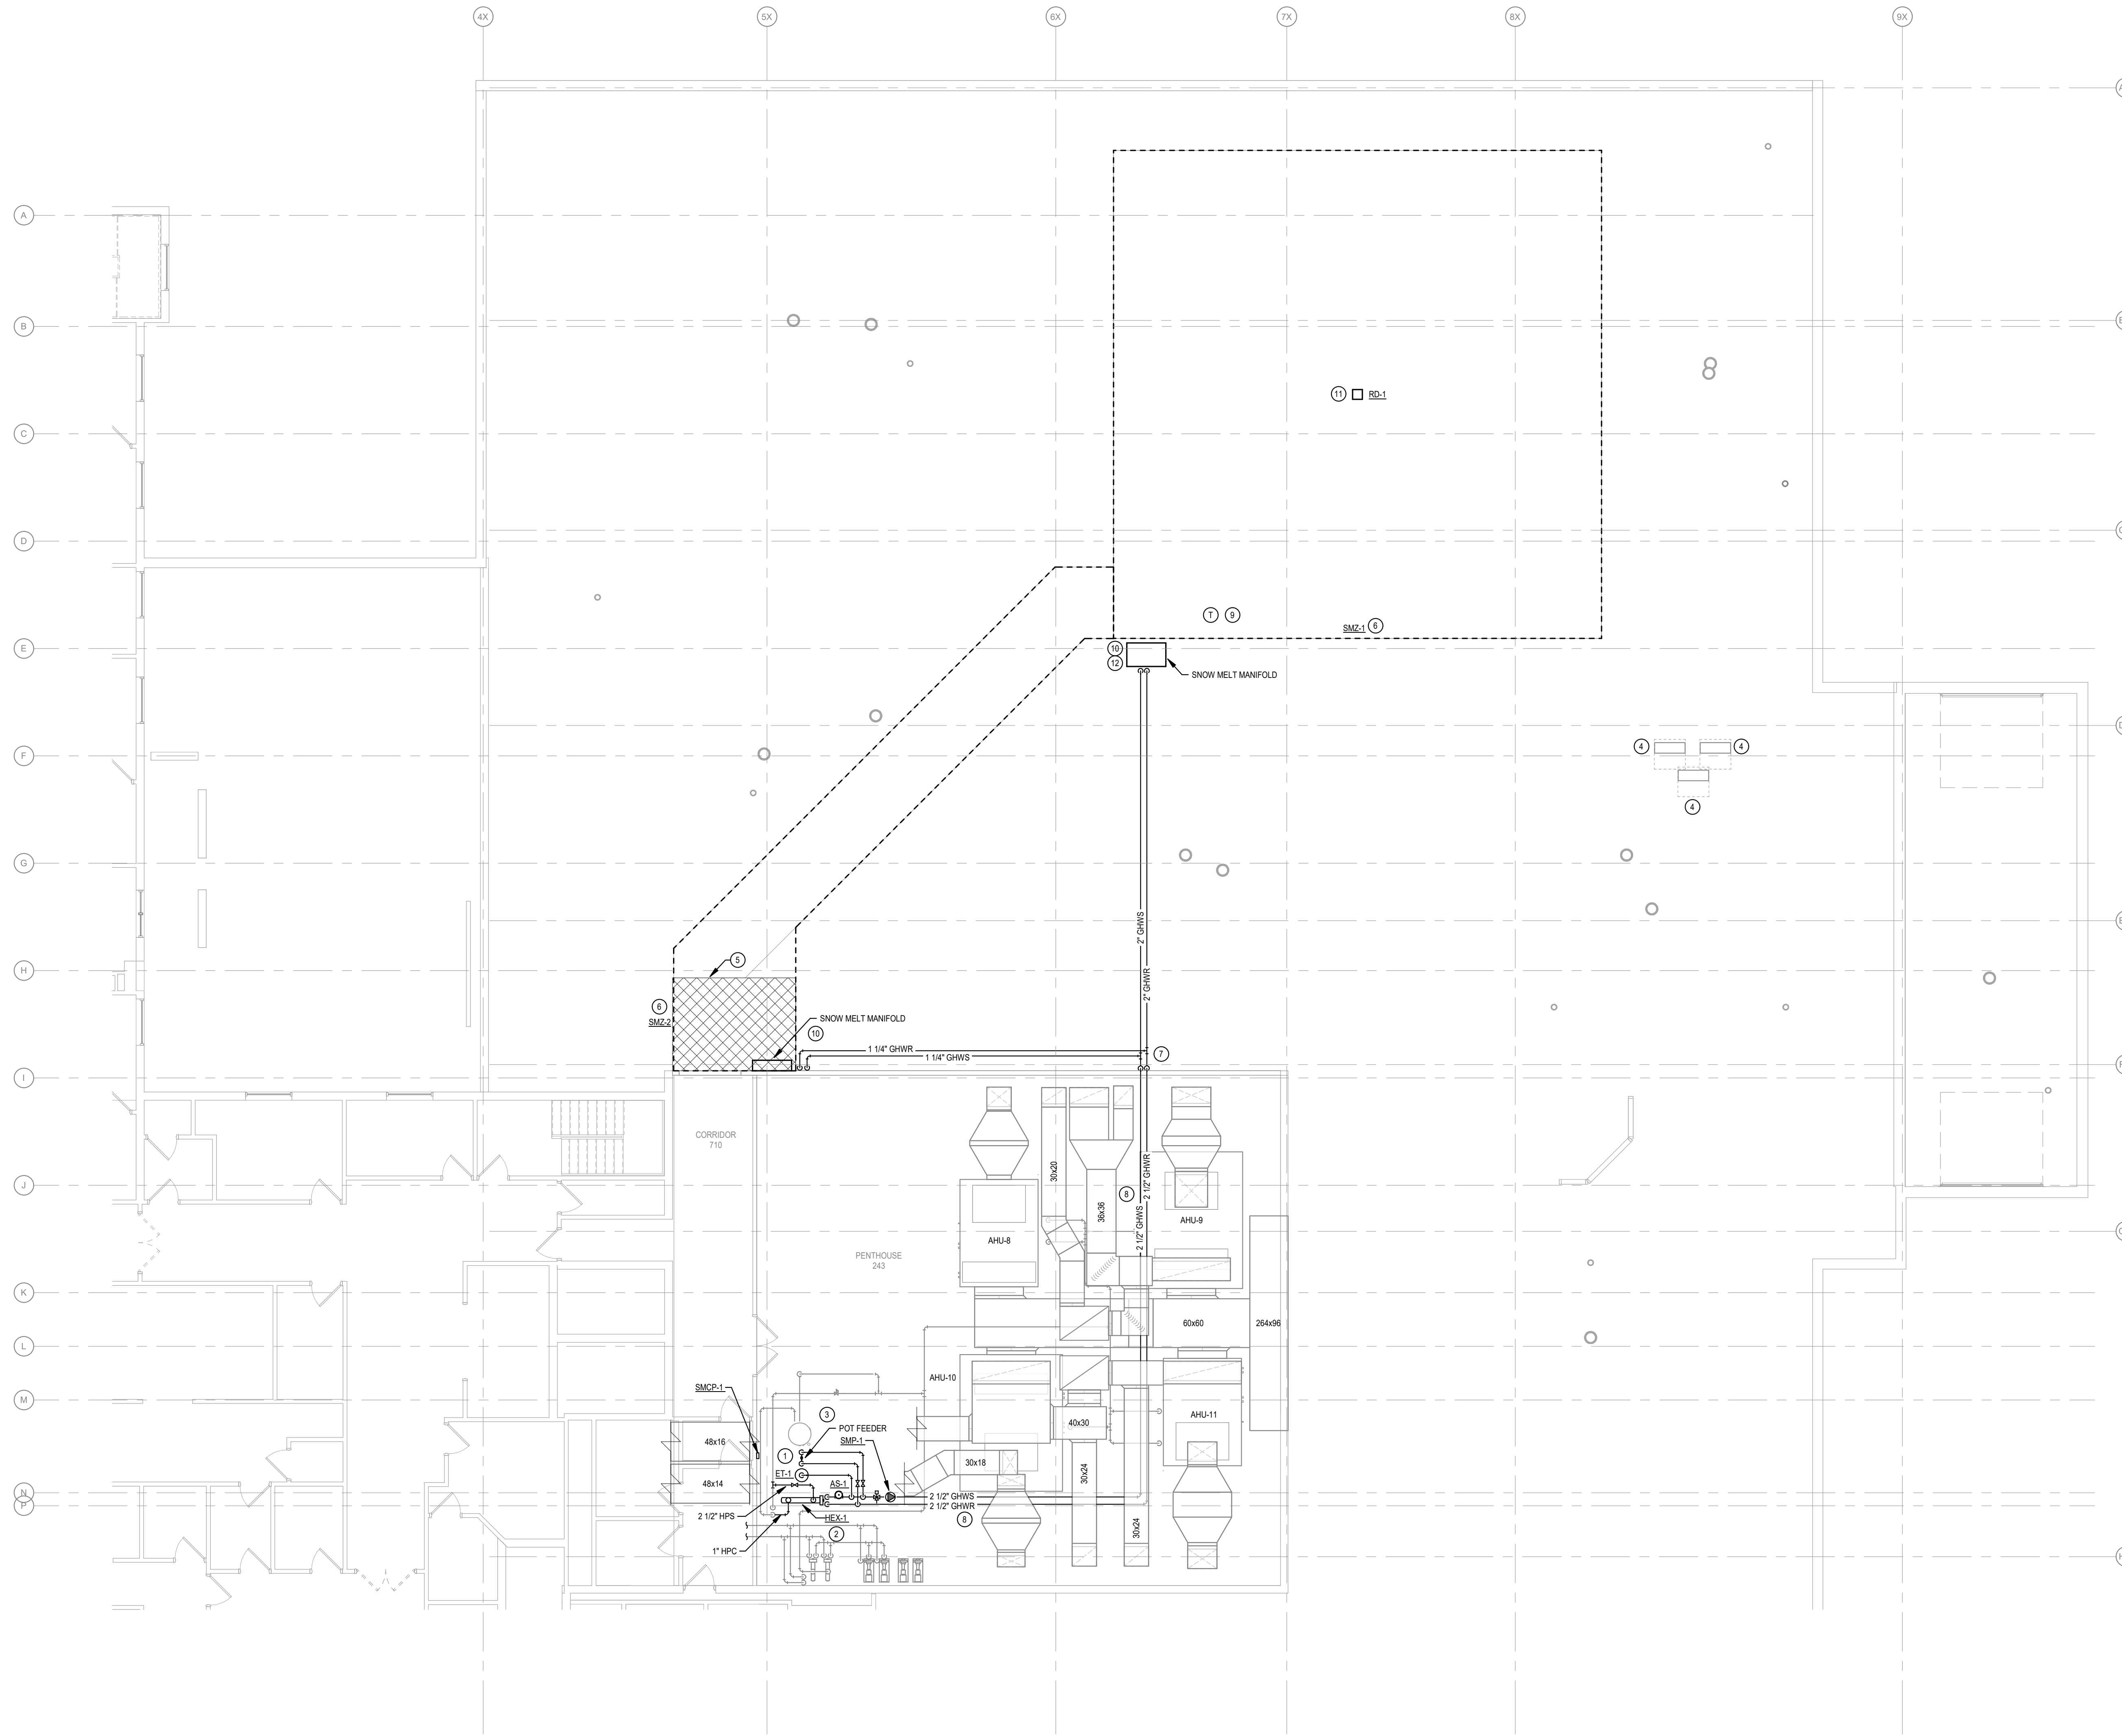 4X
5X
6X
7X
8X
9X
A
B
11
RD-1
C
D
T
9
SMZ-1
6
E
10
12
SNOW MELT MANIFOLD
4
4
F
4
G
2" GHWS
2" GHWR
H
5
6
SMZ-2
SNOW MELT MANIFOLD
10
1 1/4" GHWR
1 1/4" GHWS
7
I
CORRIDOR
710
J
30x20
36x36
8
2 1/2" GHWS
2 1/2" GHWR
AHU-8
AHU-9
PENTHOUSE
243
K
60x60
264x96
L
AHU-10
SMCP-1
M
3
AHU-11
40x30
POT FEEDER
SMP-1
48x16
1
30x18
ET-1
AS-1
48x14
30x24
N
P
2 1/2" GHWS
2 1/2" GHWR
2 1/2" HPS
HEX-1
8
2
30x24
1" HPC